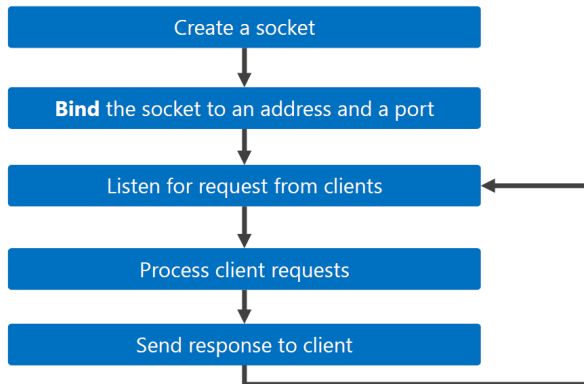 Create a socket
Bind the socket to an address and a port
Listen for request from clients
Process client requests
Send response to client